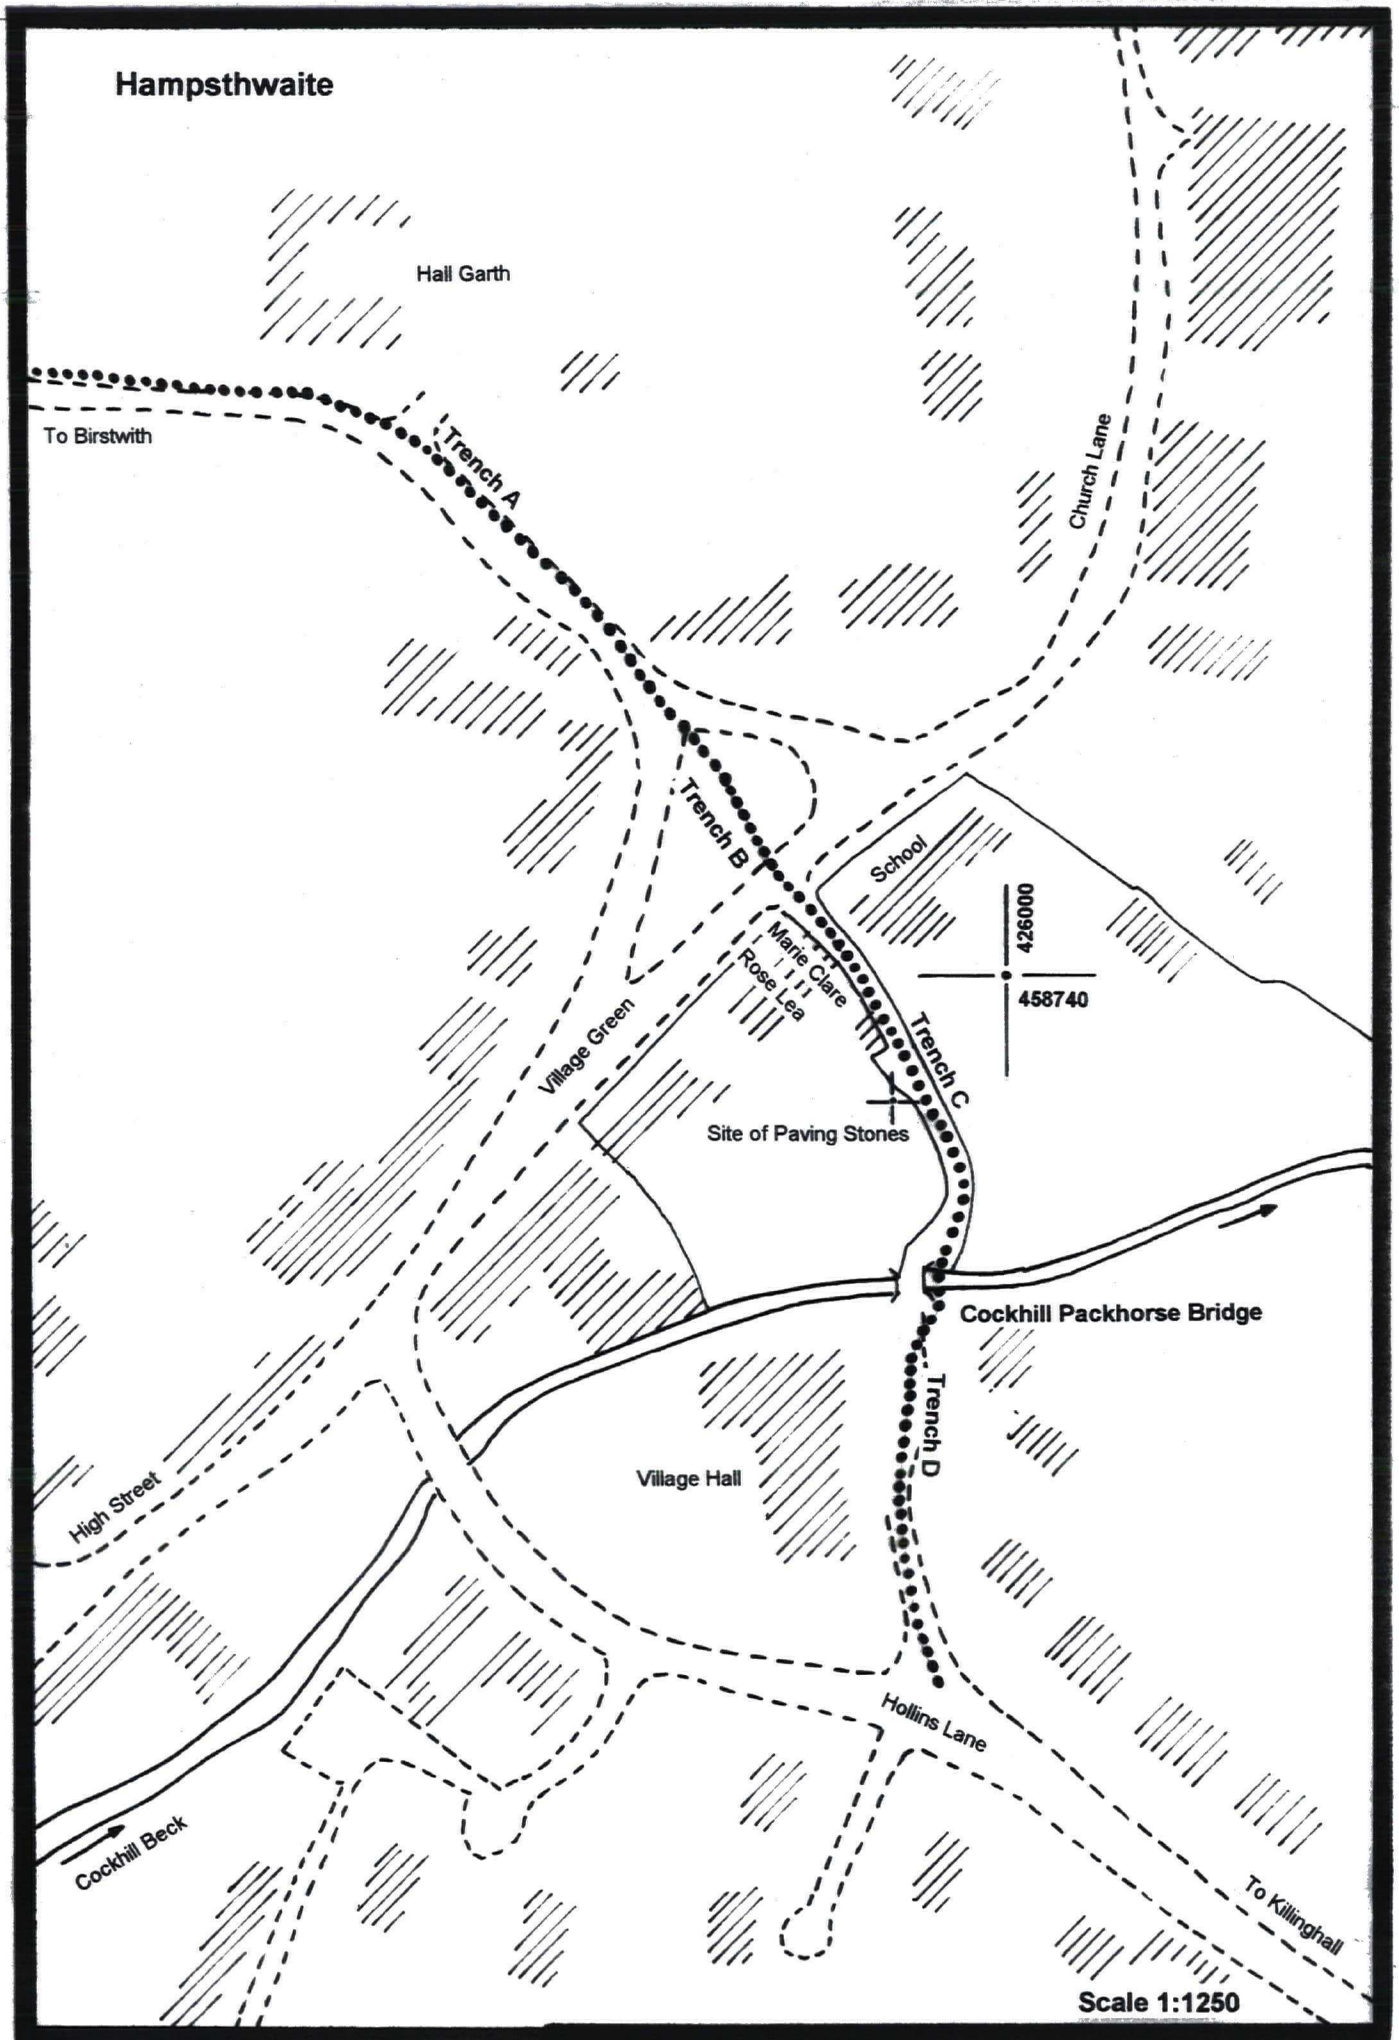 Hampsthwaite
Hall Garth
To Birstwith
Trench A
Church Lane
Trench B
School
426000
458740
Marie Clare
Rose Lea
Village Green
Trench C
Site of Paving Stones
Cockhill Packhorse Bridge
Trench D
Village Hall
High Street
Hollins Lane
Cockhill Beck
To Killinghall
Scale 1:1250